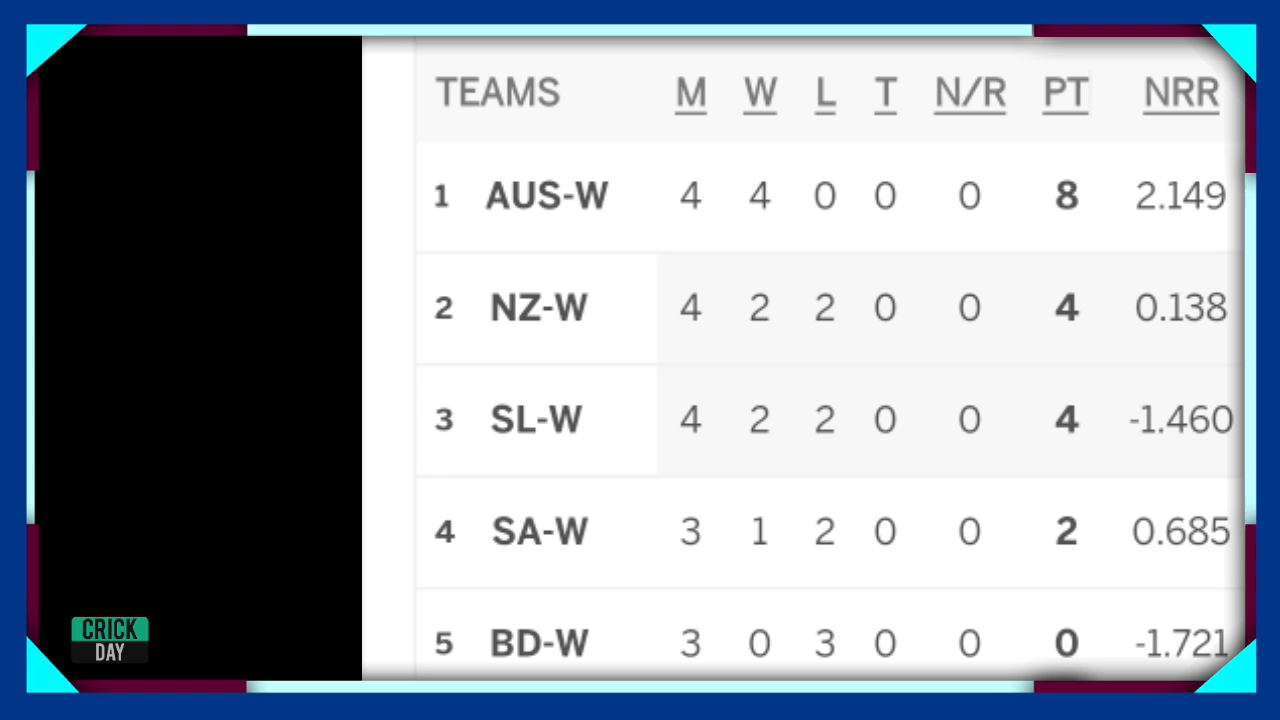 TEAMS M W L T N/R PT NRR
1 AUS-W 4 4 0 0 0 8 2.149
2 NZ-W 4 2 2 0 0 4 0.138
3 SL-W 4 2 2 0 0 4 -1.460
4 SA-W 3 1 2 0 0 2 0.685
5 BD-W 3 0 3 0 0 0 -1.721
CRICK
DAY